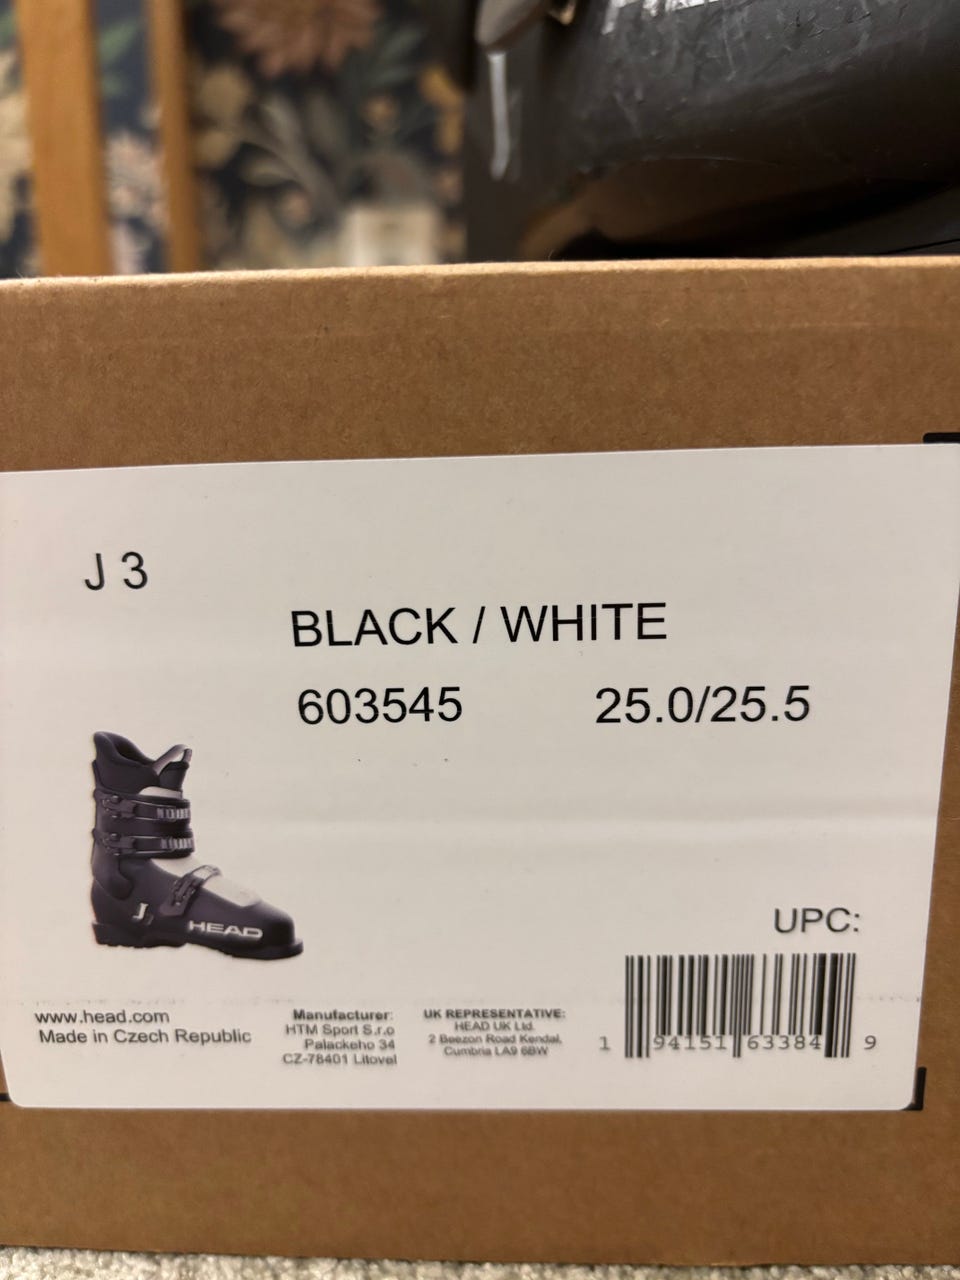 J 3
BLACK / WHITE
603545 25.0/25.5
J
HEAD
UPC:
www.head.com
Made in Czech Republic
Manufacturer:
HTM Sport S.r.o
Palackeho 34
CZ-78401 Litovel
UK REPRESENTATIVE:
HEAD UK Ltd.
2 Beezon Road Kendal,
Cumbria LA9 6BW
1 94151 63384 9